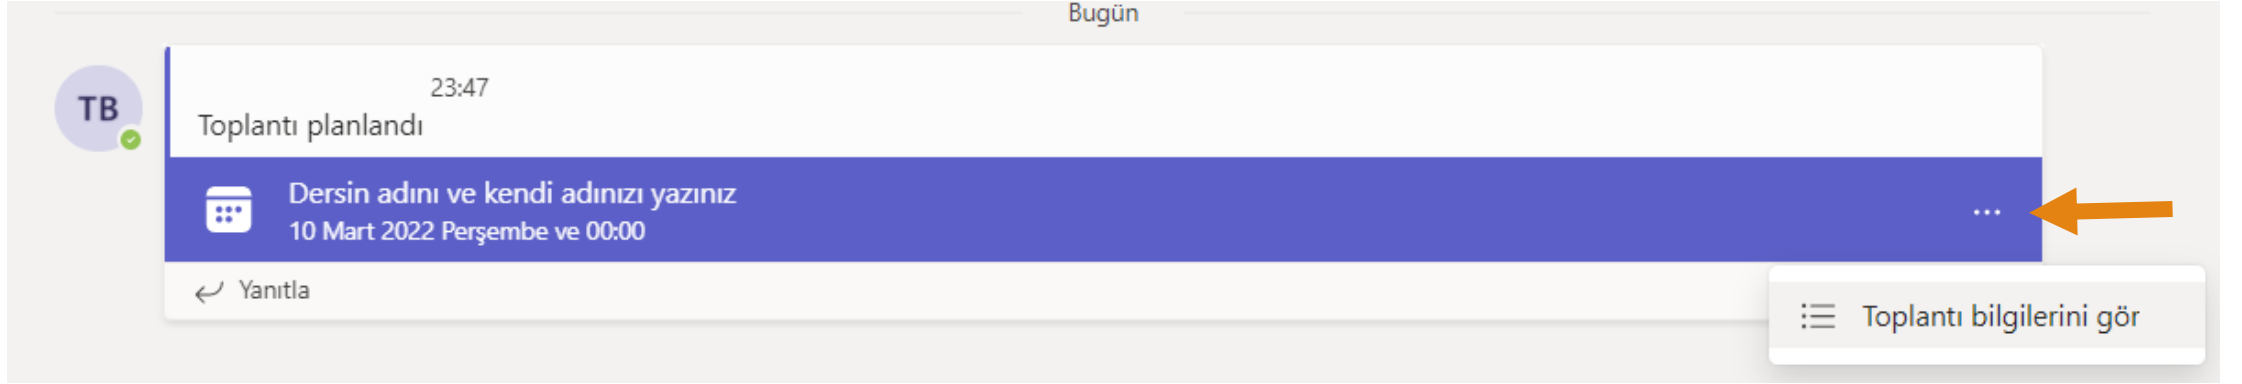 Bugün
TB
23:47
Toplantı planlandı
Dersin adını ve kendi adınızı yazınız
10 Mart 2022 Perşembe ve 00:00
...
Yanıtla
Toplantı bilgilerini gör